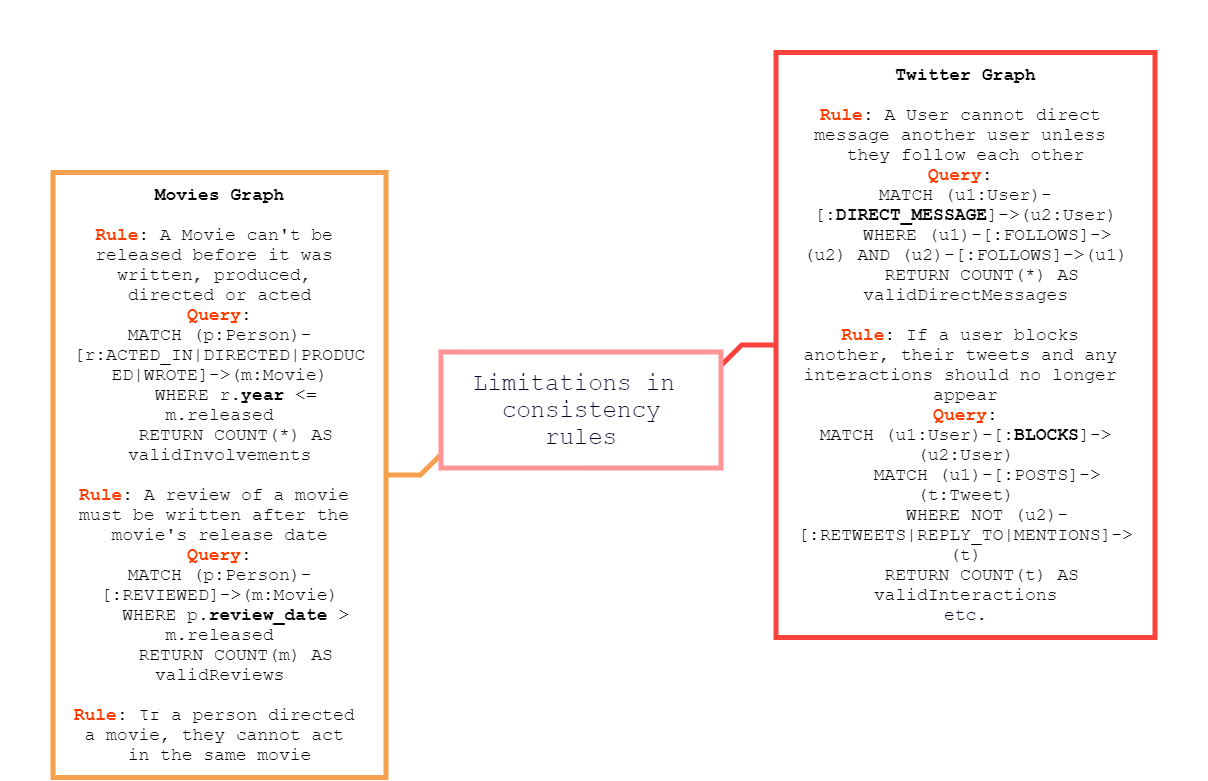 Movies Graph
Rule: A Movie can't be
released before it was
written, produced,
directed or acted
Query:
MATCH (p:Person)-
[r:ACTED_IN|DIRECTED|PRODUC
ED|WROTE]->(m:Movie)
WHERE r.year <=
m.released
RETURN COUNT(*) AS
validInvolvements
Rule: A review of a movie
must be written after the
movie's release date
Query:
MATCH (p:Person)-
[:REVIEWED]->(m:Movie)
WHERE p.review_date >
m.released
RETURN COUNT(m) AS
validReviews
Rule: If a person directed
a movie, they cannot act
in the same movie
Limitations in
consistency
rules
Twitter Graph
Rule: A User cannot direct
message another user unless
they follow each other
Query:
MATCH (u1:User)-
[:DIRECT_MESSAGE]->(u2:User)
WHERE (u1)-[:FOLLOWS]->
(u2) AND (u2)-[:FOLLOWS]->(u1)
RETURN COUNT(*) AS
validDirectMessages
Rule: If a user blocks
another, their tweets and any
interactions should no longer
appear
Query:
MATCH (u1:User)-[:BLOCKS]->
(u2:User)
MATCH (u1)-[:POSTS]->
(t:Tweet)
WHERE NOT (u2)-
[:RETWEETS|REPLY_TO|MENTIONS]->
(t)
RETURN COUNT(t) AS
validInteractions
etc.